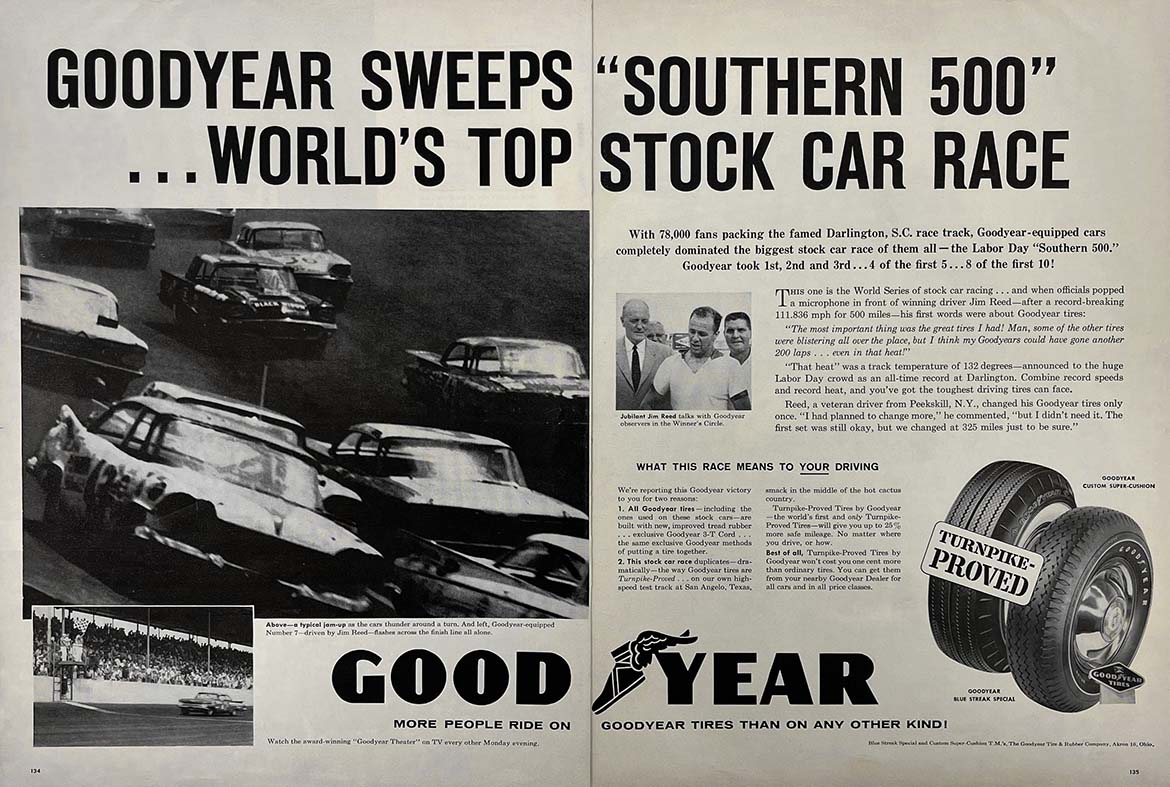 GOODYEAR SWEEPS "SOUTHERN 500"
...WORLD'S TOP STOCK CAR RACE
With 78,000 fans packing the famed Darlington, S.C. race track, Goodyear-equipped cars
completely dominated the biggest stock car race of them all—the Labor Day "Southern 500."
Goodyear took 1st, 2nd and 3rd...4 of the first 5...8 of the first 10!
THIS one is the World Series of stock car racing . . . and when officials popped
a microphone in front of winning driver Jim Reed—after a record-breaking
111.836 mph for 500 miles—his first words were about Goodyear tires:
"The most important thing was the great tires I had! Man, some of the other tires
were blistering all over the place, but I think my Goodyears could have gone another
200 laps . . . even in that heat!"
"That heat" was a track temperature of 132 degrees—announced to the huge
Labor Day crowd as an all-time record at Darlington. Combine record speeds
and record heat, and you've got the toughest driving tires can face.
Reed, a veteran driver from Peekskill, N.Y., changed his Goodyear tires only
once. "I had planned to change more," he commented, "but I didn't need it. The
first set was still okay, but we changed at 325 miles just to be sure."
Jubilant Jim Reed talks with Goodyear
observers in the Winner's Circle.
BLACK
WHAT THIS RACE MEANS TO YOUR DRIVING
We're reporting this Goodyear victory
to you for two reasons:
1. All Goodyear tires—including the
ones used on these stock cars—are
built with new, improved tread rubber
. . . exclusive Goodyear 3-T Cord . . .
the same exclusive Goodyear methods
of putting a tire together.
2. This stock car race duplicates—dra-
matically—the way Goodyear tires are
Turnpike-Proved . . . on our own high-
speed test track at San Angelo, Texas,
smack in the middle of the hot cactus
country.
Turnpike-Proved Tires by Goodyear
—the world's first and only Turnpike-
Proved Tires—will give you up to 25%
more safe mileage. No matter where
you drive, or how.
Best of all, Turnpike-Proved Tires by
Goodyear won't cost you one cent more
than ordinary tires. You can get them
from your nearby Goodyear Dealer for
all cars and in all price classes.
GOODYEAR
CUSTOM SUPER-CUSHION
TURNPIKE-
PROVED
GOODYEAR
GOODYEAR
BLUE STREAK SPECIAL
GOODYEAR
TIRES
Above—a typical jam-up as the cars thunder around a turn. And left, Goodyear-equipped
Number 7—driven by Jim Reed—flashes across the finish line all alone.
GOODYEAR
MORE PEOPLE RIDE ON GOODYEAR TIRES THAN ON ANY OTHER KIND!
Watch the award-winning "Goodyear Theater" on TV every other Monday evening.
Blue Streak Special and Custom Super-Cushion T.M.'s, The Goodyear Tire & Rubber Company, Akron 16, Ohio.
134
135